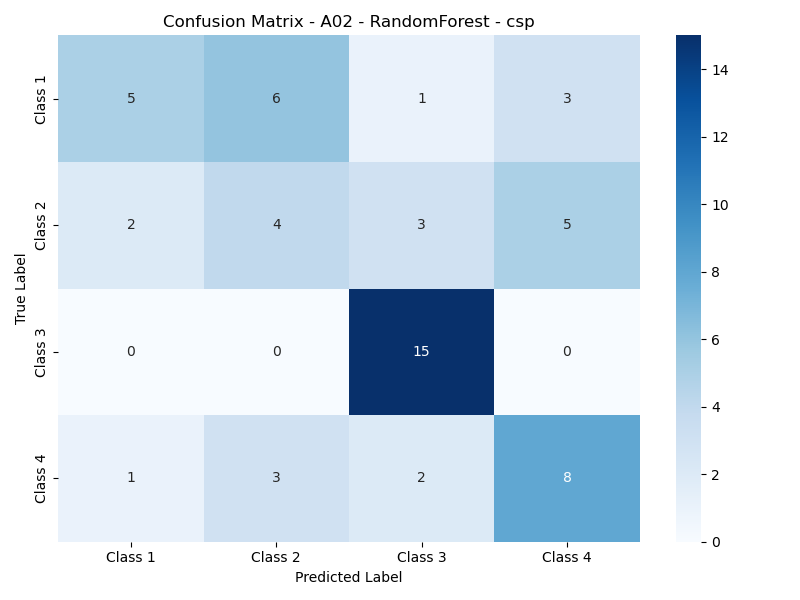 Confusion Matrix - A02 - RandomForest - csp
True Label
Class 1
5 6 1 3
Class 2
2 4 3 5
Class 3
0 0 15 0
Class 4
1 3 2 8
Class 1 Class 2 Class 3 Class 4
Predicted Label
14
12
10
8
6
4
2
0